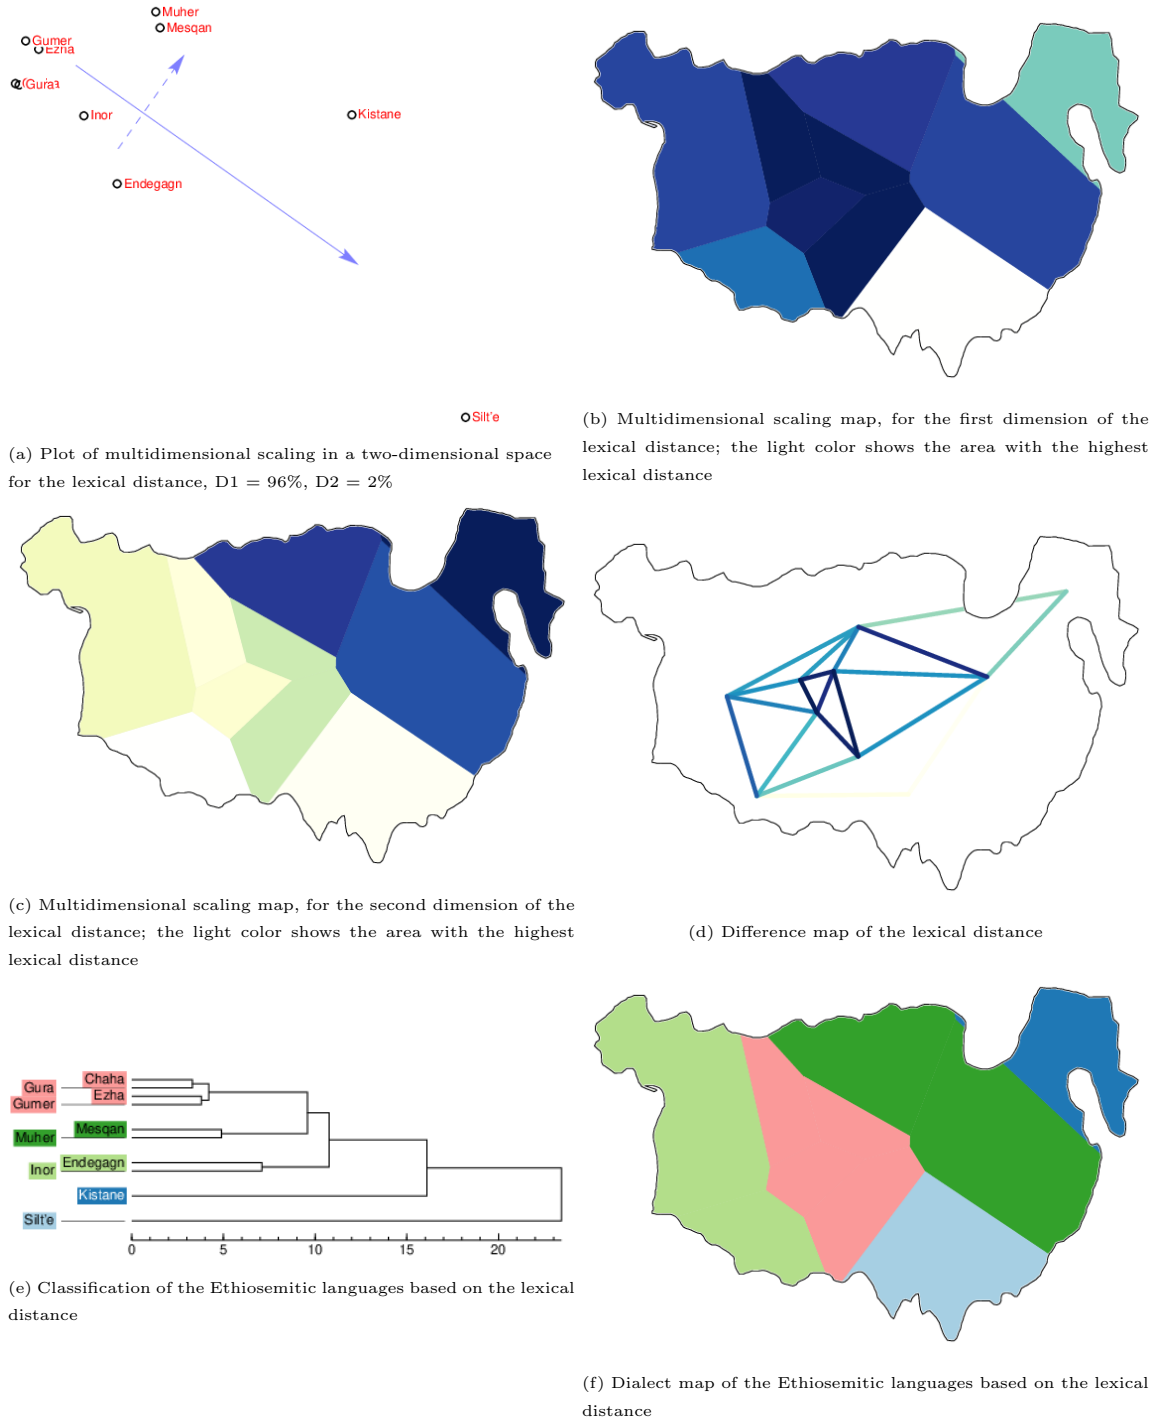 Muher
Mesqan
Gumer
Ezha
Gura
Inor
Kistane
Endegagn
Silt'e
(a) Plot of multidimensional scaling in a two-dimensional space
for the lexical distance, D1 = 96%, D2 = 2%
(b) Multidimensional scaling map, for the first dimension of the
lexical distance; the light color shows the area with the highest
lexical distance
(c) Multidimensional scaling map, for the second dimension of the
lexical distance; the light color shows the area with the highest
lexical distance
(d) Difference map of the lexical distance
Chaha
Gura
Ezha
Gumer
Mesqan
Muher
Endegagn
Inor
Kistane
Silt'e
0 5 10 15 20
(e) Classification of the Ethiosemitic languages based on the lexical
distance
(f) Dialect map of the Ethiosemitic languages based on the lexical
distance